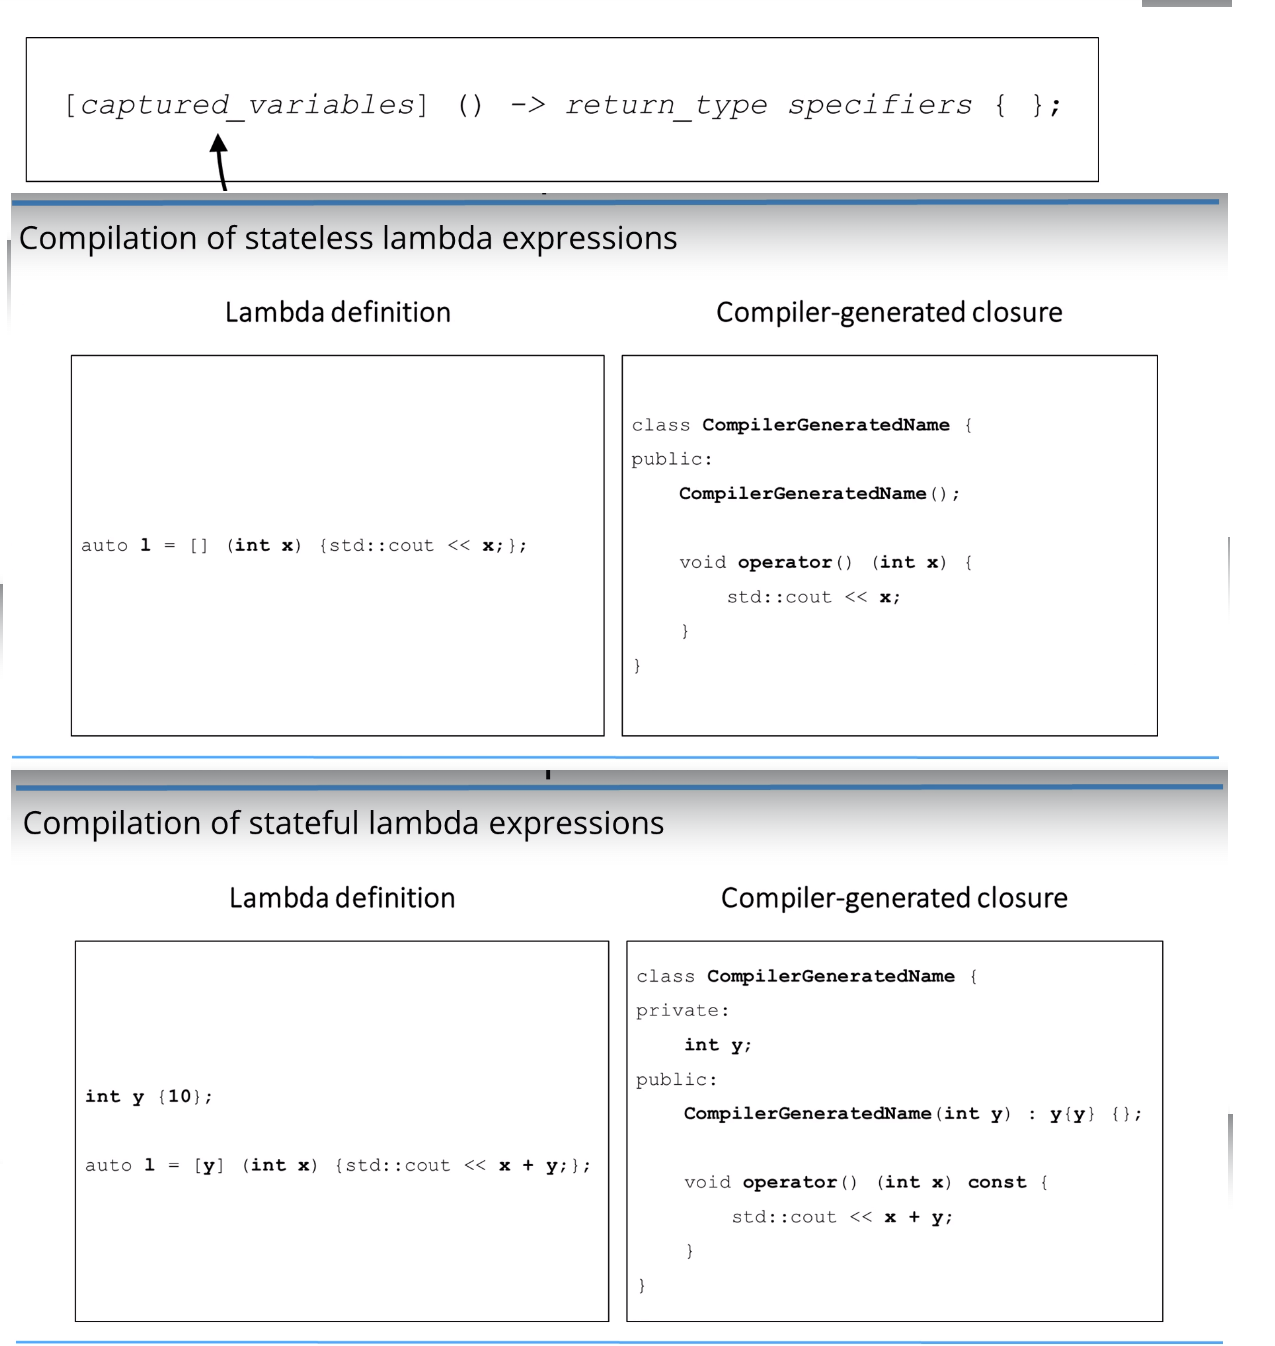 [captured_variables] () -> return_type specifiers { };
Compilation of stateless lambda expressions
Lambda definition
Compiler-generated closure
auto l = [] (int x) {std::cout << x;};
class CompilerGeneratedName {
public:
CompilerGeneratedName();
void operator() (int x) {
std::cout << x;
}
}
Compilation of stateful lambda expressions
Lambda definition
Compiler-generated closure
int y {10};
auto l = [y] (int x) {std::cout << x + y;};
class CompilerGeneratedName {
private:
int y;
public:
CompilerGeneratedName(int y) : y{y} {};
void operator() (int x) const {
std::cout << x + y;
}
}